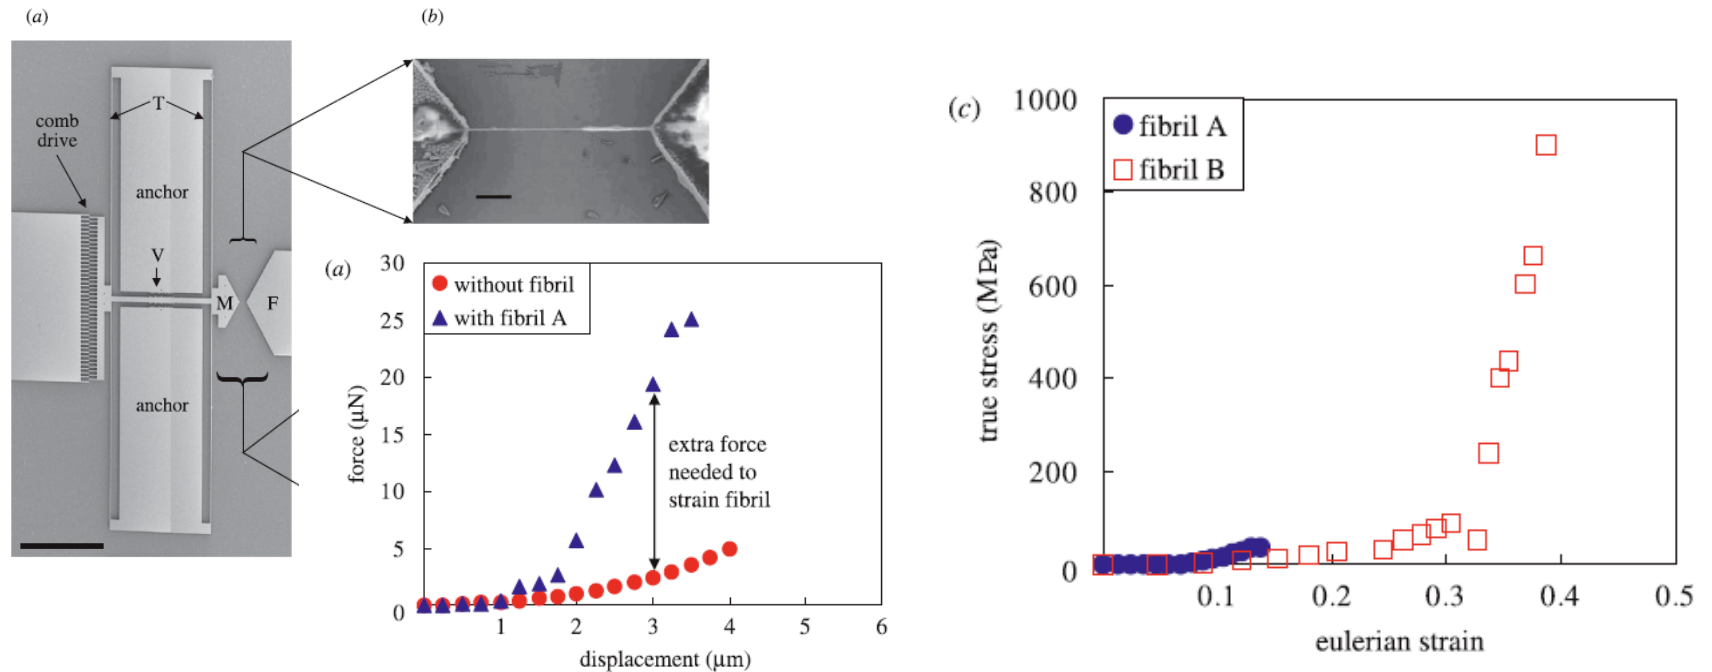 (a)
(b)
comb
drive
T
anchor
V
M
F
anchor
(a)
30
25
20
15
10
5
0
1
2
3
4
5
6
force (μN)
displacement (μm)
without fibril
with fibril A
extra force
needed to
strain fibril
(c)
1000
800
600
400
200
0
0.1
0.2
0.3
0.4
0.5
true stress (MPa)
eulerian strain
fibril A
fibril B